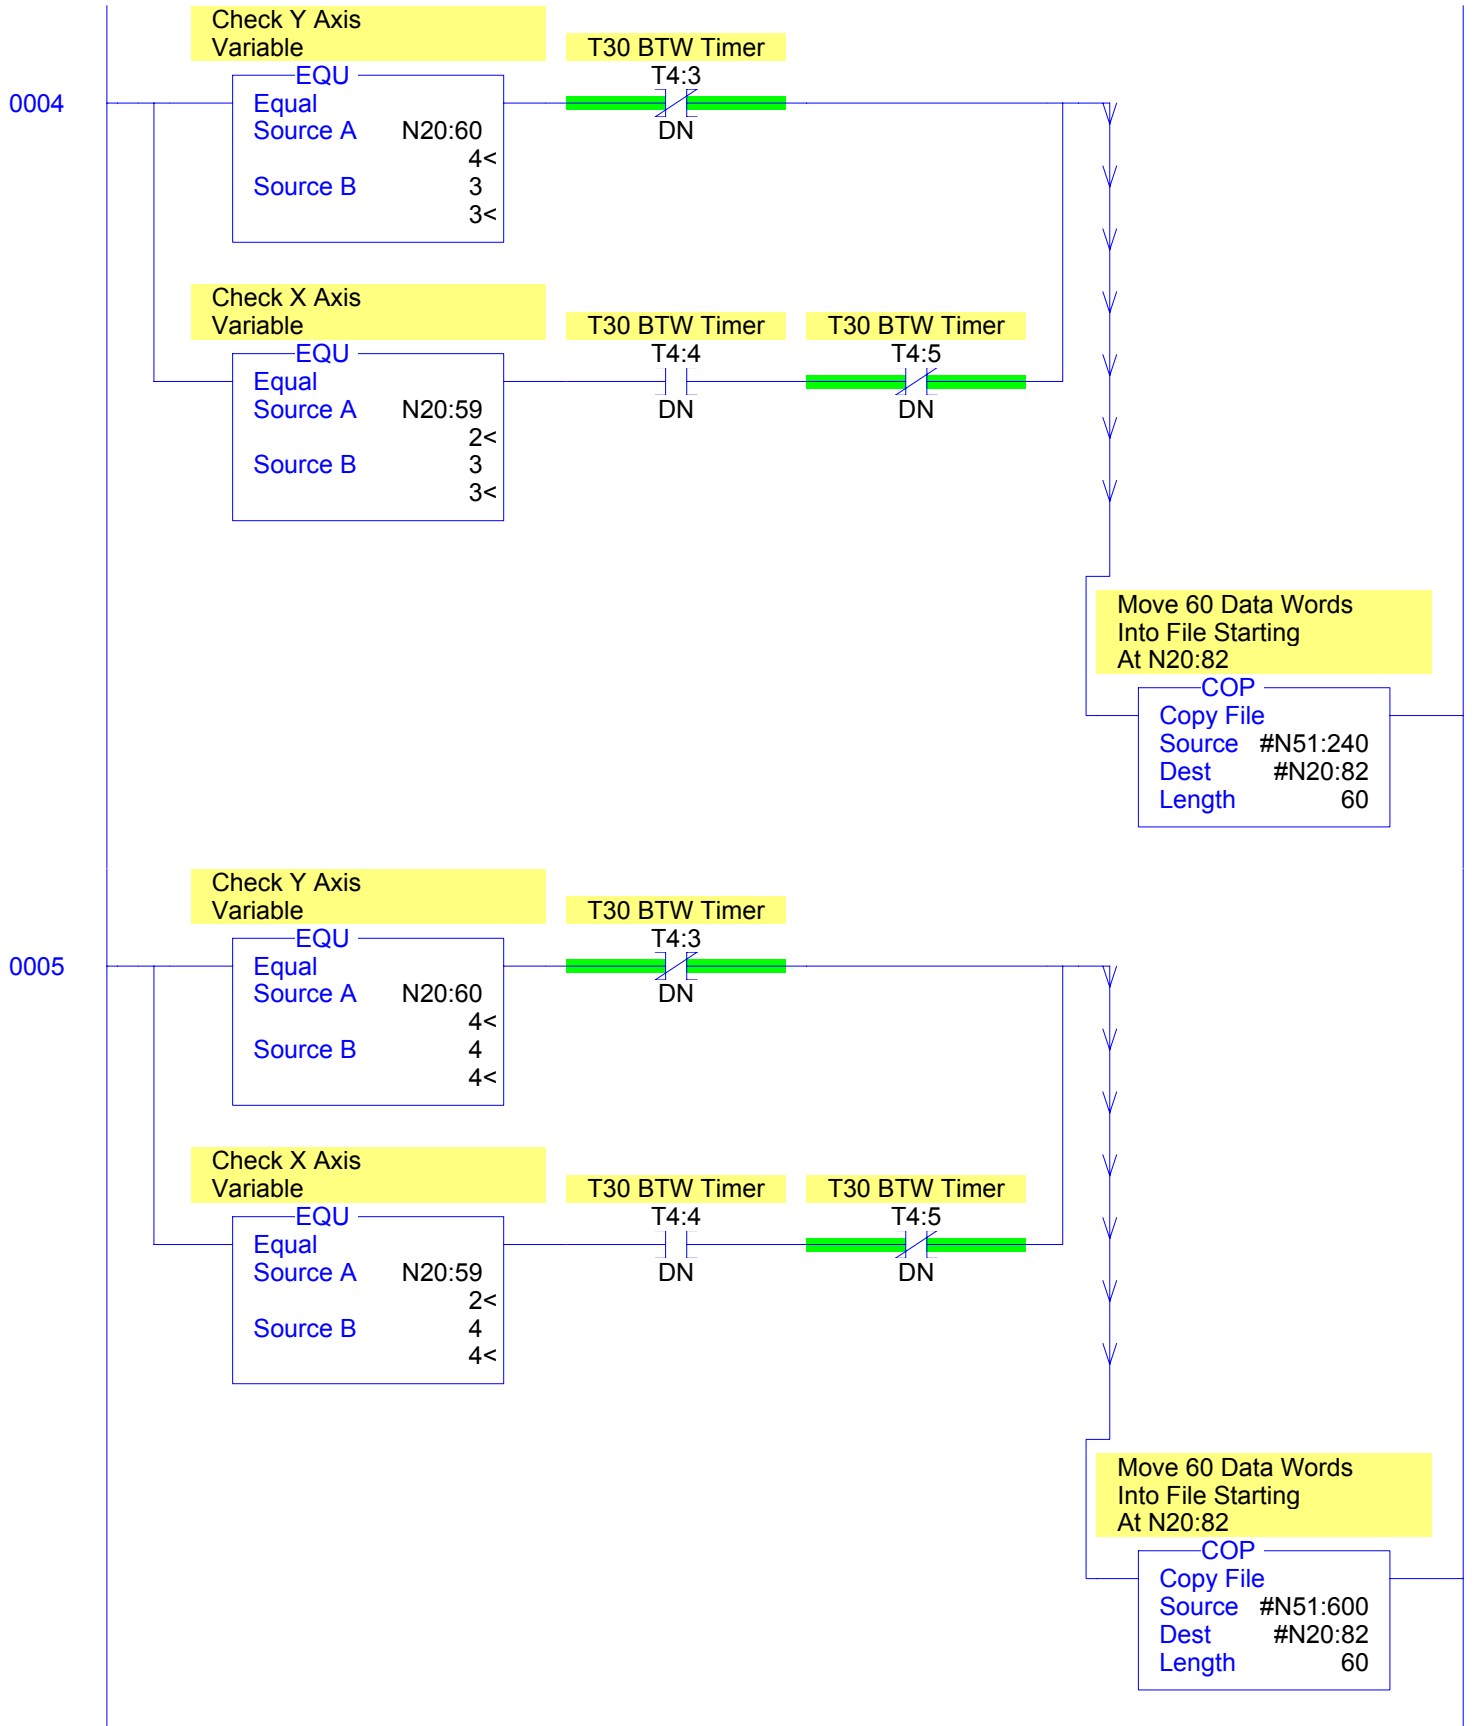 Check Y Axis
Variable
T30 BTW Timer
EQU
T4:3
0004
Equal
Source A N20:60
DN
4<
Source B 3
3<
Check X Axis
Variable
T30 BTW Timer T30 BTW Timer
EQU
T4:4 T4:5
Equal
Source A N20:59
DN DN
2<
Source B 3
3<
Move 60 Data Words
Into File Starting
At N20:82
COP
Copy File
Source #N51:240
Dest #N20:82
Length 60
Check Y Axis
Variable
T30 BTW Timer
EQU
T4:3
0005
Equal
Source A N20:60
DN
4<
Source B 4
4<
Check X Axis
Variable
T30 BTW Timer T30 BTW Timer
EQU
T4:4 T4:5
Equal
Source A N20:59
DN DN
2<
Source B 4
4<
Move 60 Data Words
Into File Starting
At N20:82
COP
Copy File
Source #N51:600
Dest #N20:82
Length 60